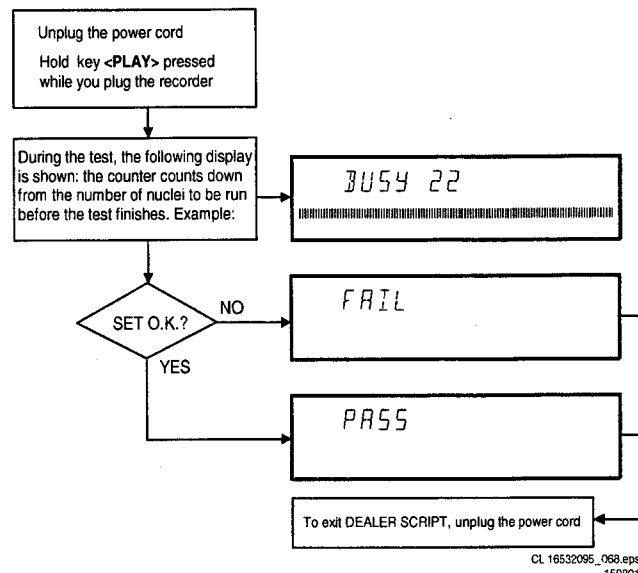 Unplug the power cord
Hold key <PLAY> pressed
while you plug the recorder
During the test, the following display
is shown: the counter counts down
from the number of nuclei to be run
before the test finishes. Example:
BUSY 22
SET O.K.?
NO
FAIL
YES
PASS
To exit DEALER SCRIPT, unplug the power cord
CL 16532095_068.eps
150801